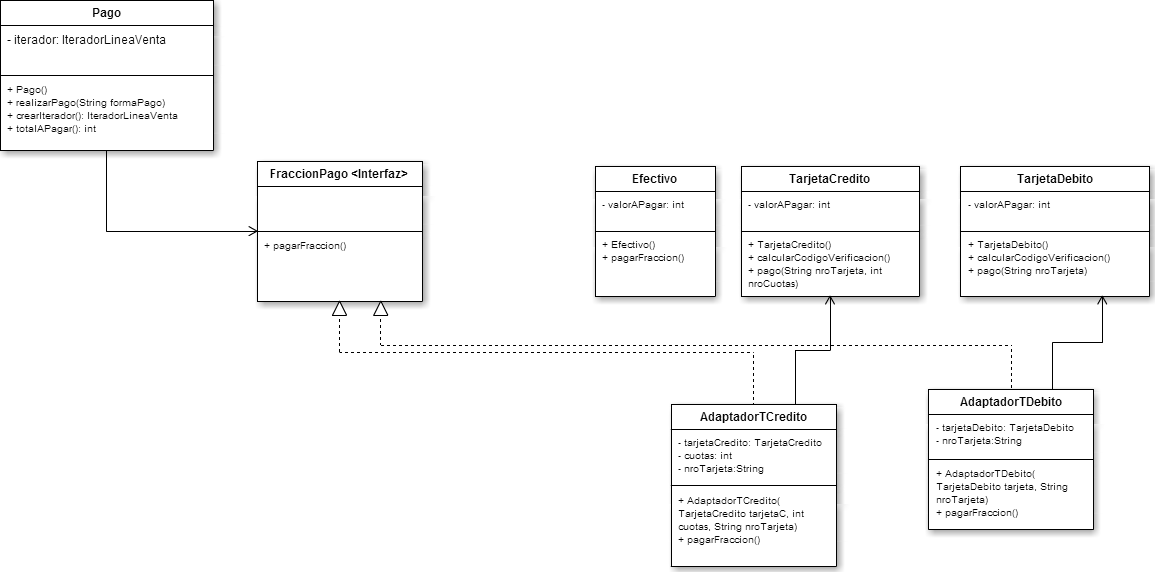 Pago
- iterador: IteradorLineaVenta
+ Pago()
+ realizarPago(String formaPago)
+ crearIterador(): IteradorLineaVenta
+ totalAPagar(): int
FraccionPago <Interfaz>
+ pagarFraccion()
Efectivo
- valorAPagar: int
+ Efectivo()
+ pagarFraccion()
TarjetaCredito
- valorAPagar: int
+ TarjetaCredito()
+ calcularCodigoVerificacion()
+ pago(String nroTarjeta, int
nroCuotas)
TarjetaDebito
- valorAPagar: int
+ TarjetaDebito()
+ calcularCodigoVerificacion()
+ pago(String nroTarjeta)
AdaptadorTCredito
- tarjetaCredito: TarjetaCredito
- cuotas: int
- nroTarjeta:String
+ AdaptadorTCredito(
TarjetaCredito tarjetaC, int
cuotas, String nroTarjeta)
+ pagarFraccion()
AdaptadorTDebito
- tarjetaDebito: TarjetaDebito
- nroTarjeta:String
+ AdaptadorTDebito(
TarjetaDebito tarjeta, String
nroTarjeta)
+ pagarFraccion()